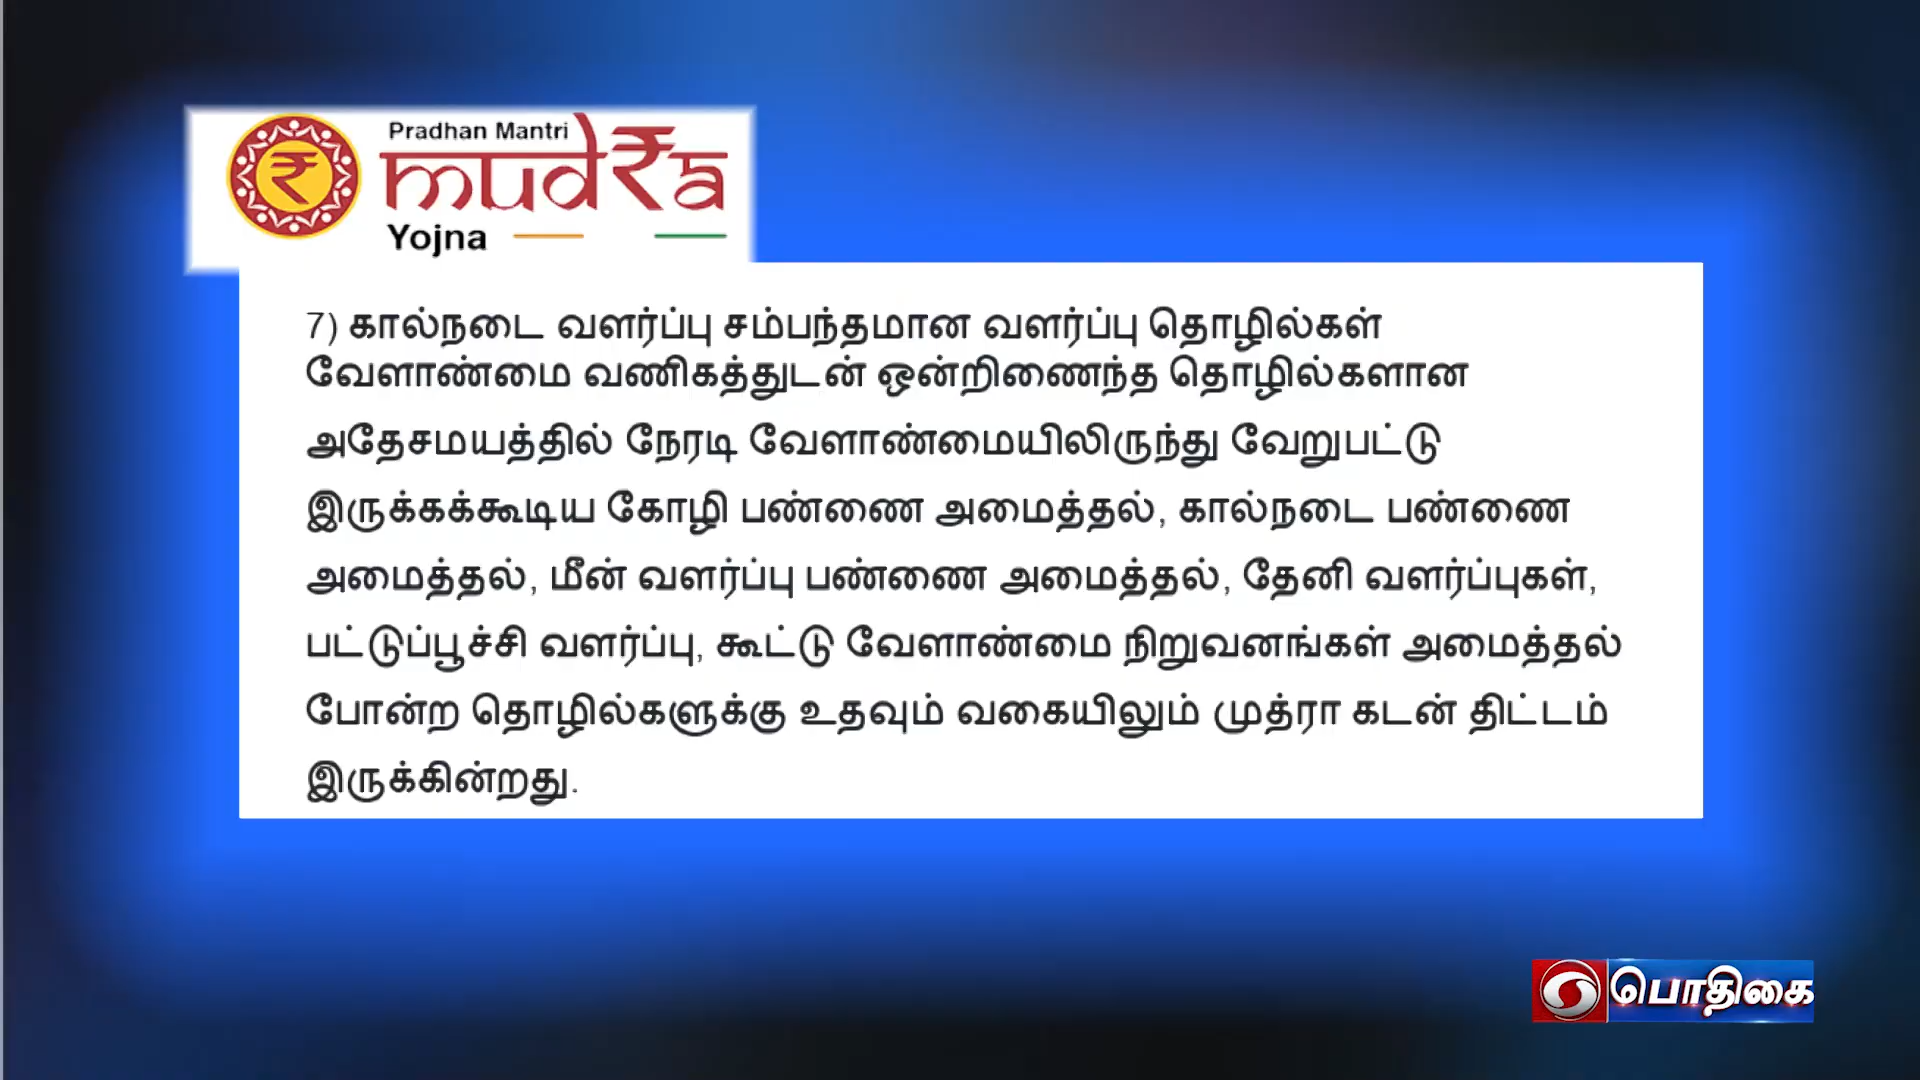 Pradhan Mantri
mudRa
Yojna
7) கால்நடை வளர்ப்பு சம்பந்தமான வளர்ப்பு தொழில்கள்
வேளாண்மை வணிகத்துடன் ஒன்றிணைந்த தொழில்களான
அதேசமயத்தில் நேரடி வேளாண்மையிலிருந்து வேறுபட்டு
இருக்கக்கூடிய கோழி பண்ணை அமைத்தல், கால்நடை பண்ணை
அமைத்தல், மீன் வளர்ப்பு பண்ணை அமைத்தல், தேனி வளர்ப்புகள்,
பட்டுப்பூச்சி வளர்ப்பு, கூட்டு வேளாண்மை நிறுவனங்கள் அமைத்தல்
போன்ற தொழில்களுக்கு உதவும் வகையிலும் முத்ரா கடன் திட்டம்
இருக்கின்றது.
பொதிகை